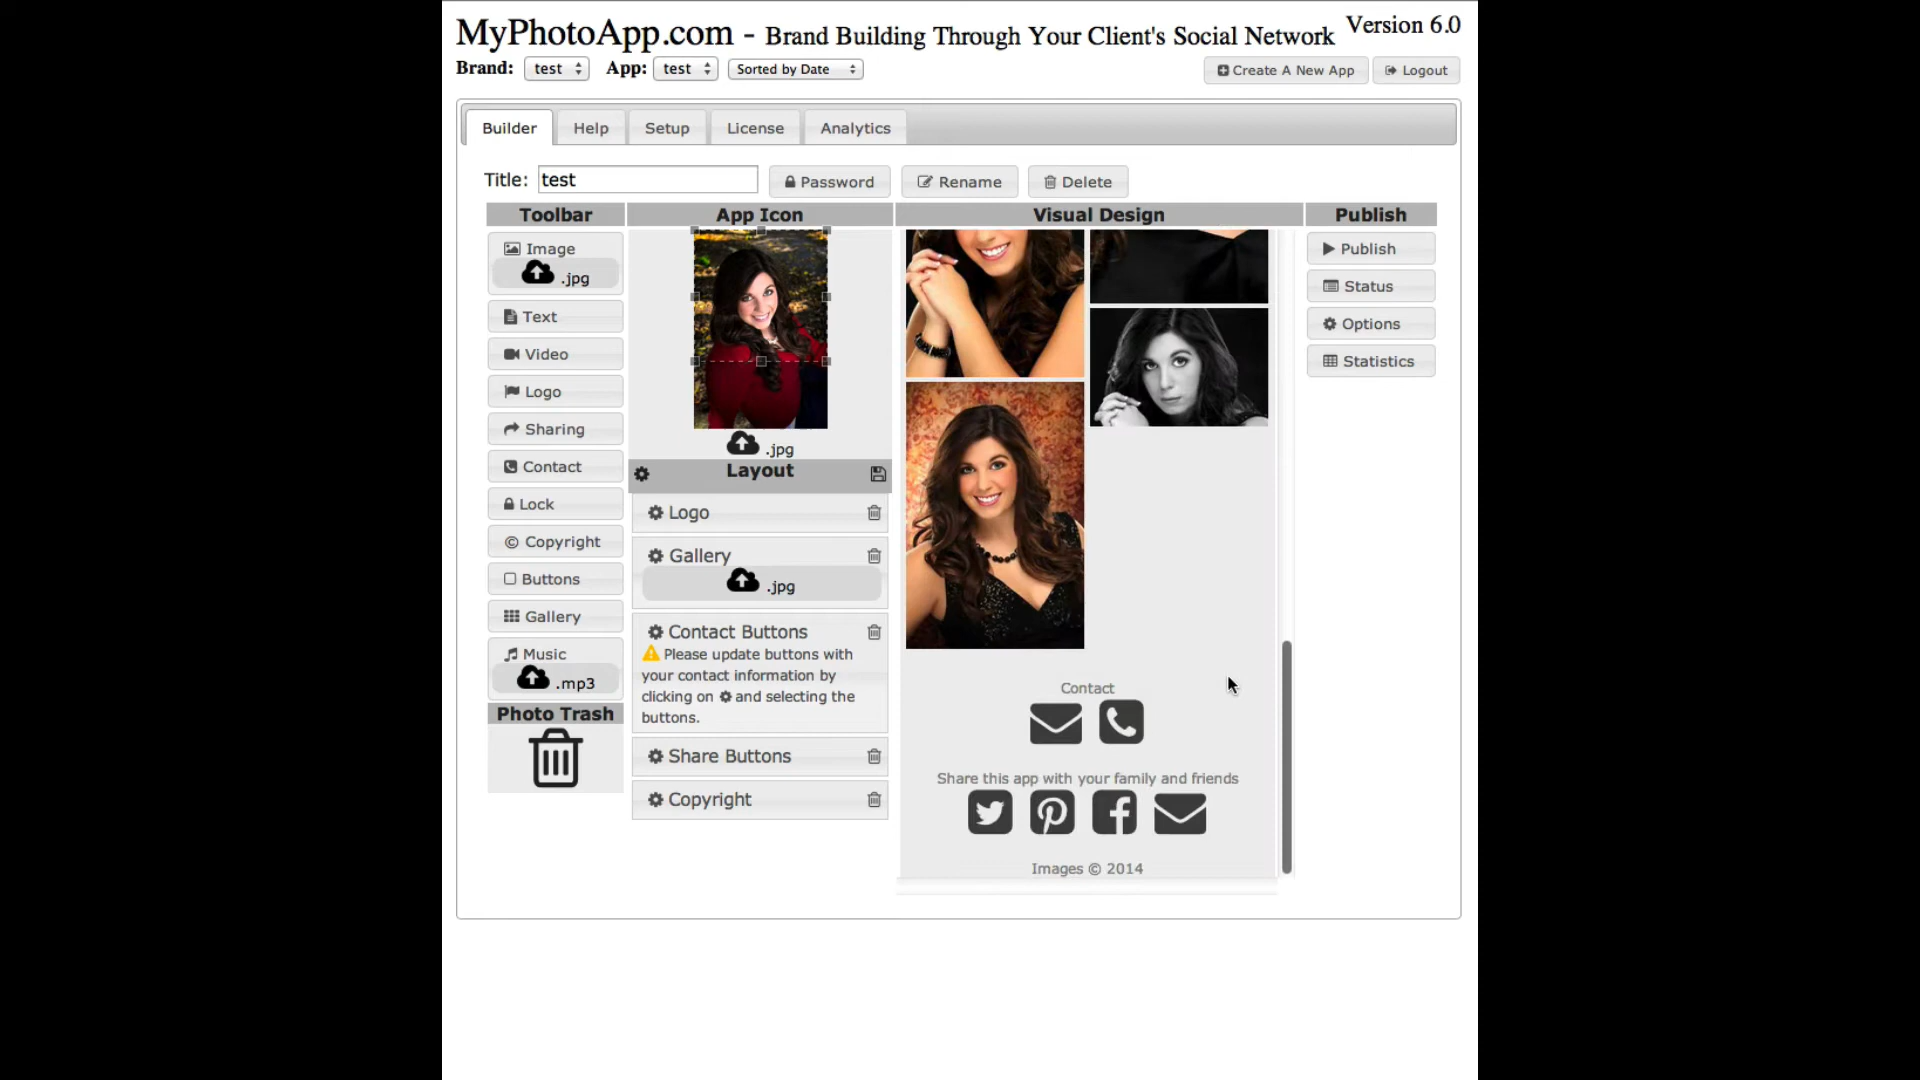 MyPhotoApp.com - Brand Building Through Your Client's Social Network Version 6.0
Brand: test App: test Sorted by Date Create A New App Logout
Builder Help Setup License Analytics
Title: test Password Rename Delete
Toolbar App Icon Visual Design Publish
Image
.jpg
Text
Video
Logo
Sharing
Contact
Lock
© Copyright
Buttons
Gallery
Music
.mp3
Photo Trash
.jpg
Layout
Logo
Gallery
.jpg
Contact Buttons
Please update buttons with
your contact information by
clicking on and selecting the
buttons.
Share Buttons
Copyright
Contact
Share this app with your family and friends
Images © 2014
Publish
Status
Options
Statistics